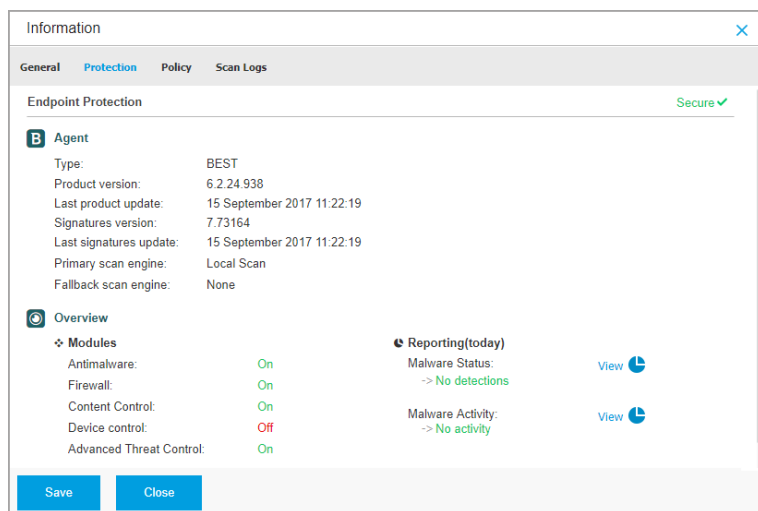 Information
General Protection Policy Scan Logs
Endpoint Protection Secure
B Agent
Type: BEST
Product version: 6.2.24.938
Last product update: 15 September 2017 11:22:19
Signatures version: 7.73164
Last signatures update: 15 September 2017 11:22:19
Primary scan engine: Local Scan
Fallback scan engine: None
Overview
Modules
Antimalware: On
Firewall: On
Content Control: On
Device control: Off
Advanced Threat Control: On
Reporting(today)
Malware Status: View
-> No detections
Malware Activity: View
-> No activity
Save Close